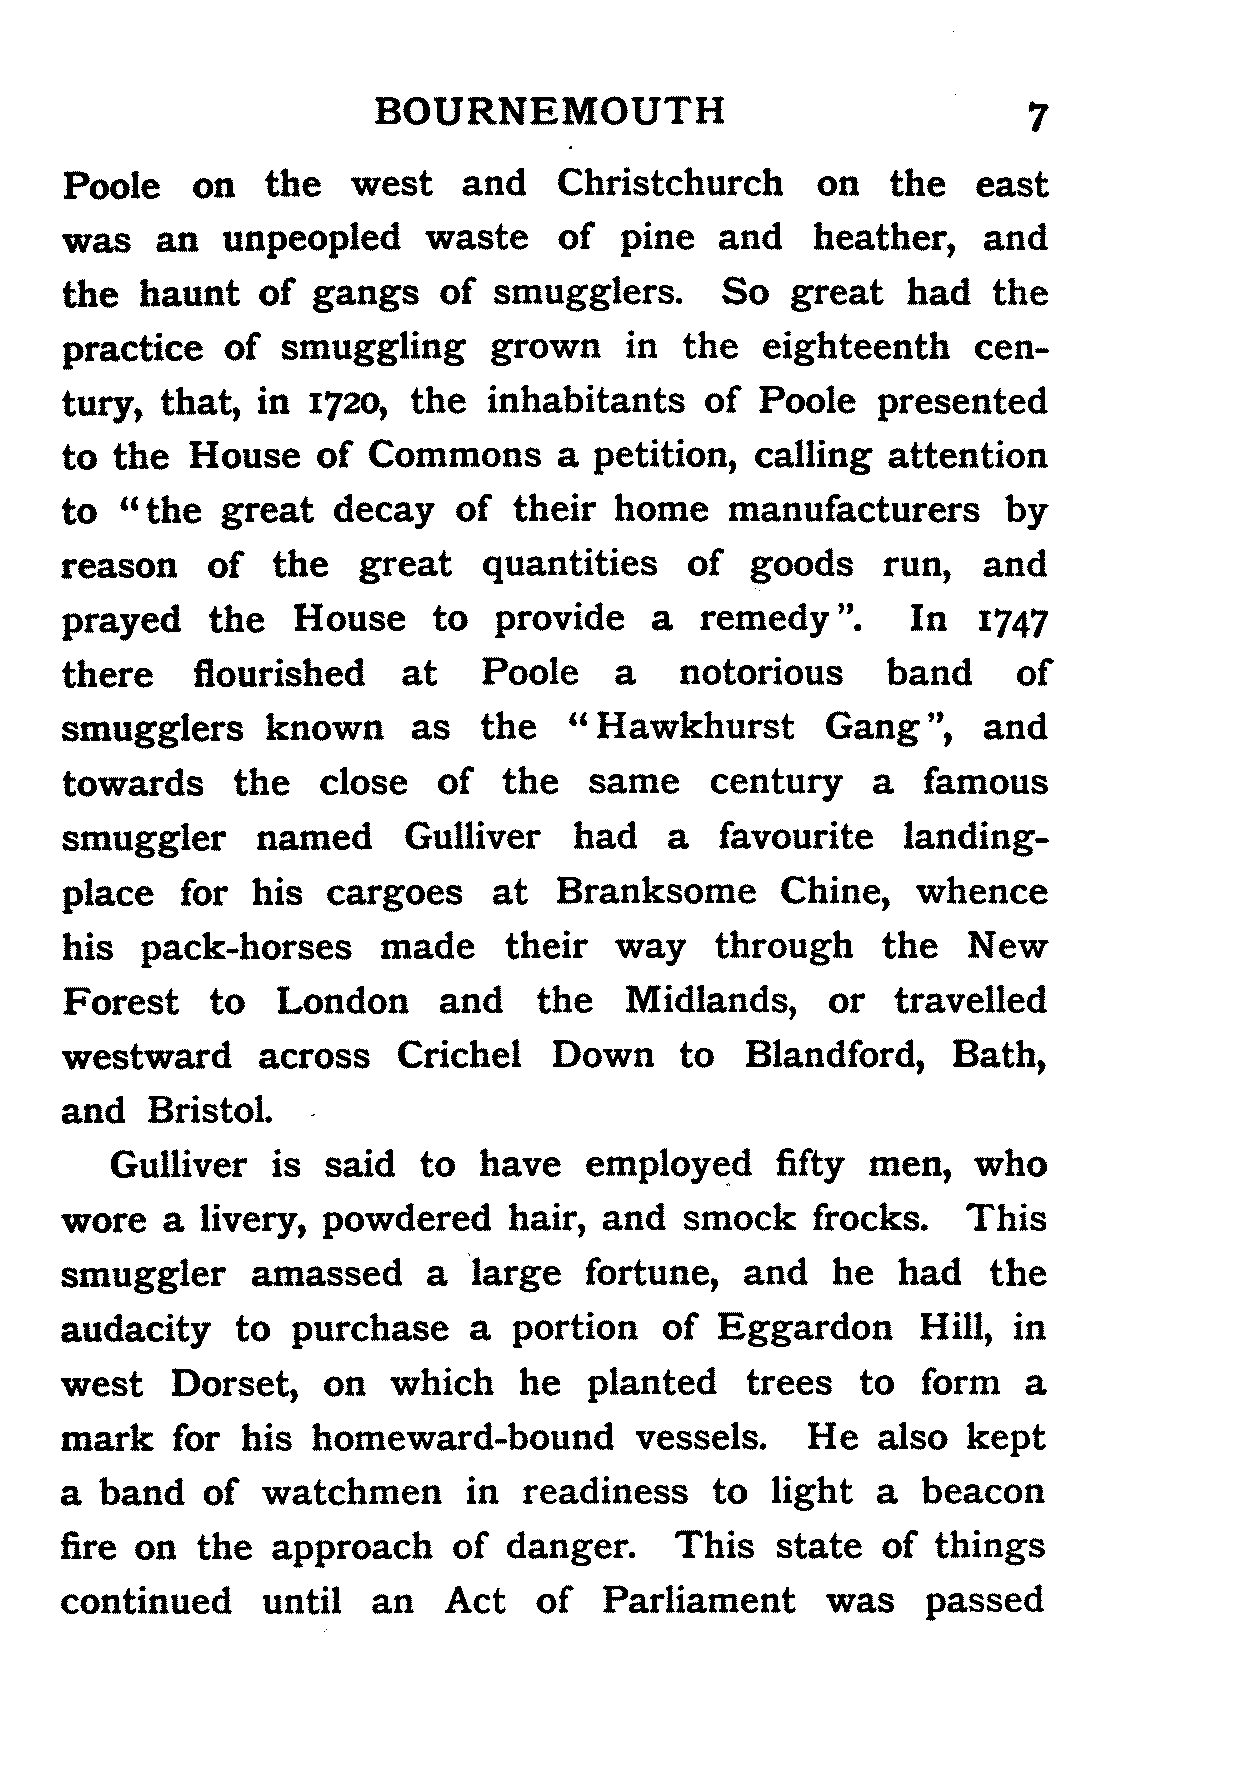 BOURNEMOUTH 7
Poole on the west and Christchurch on the east
was an unpeopled waste of pine and heather, and
the haunt of gangs of smugglers. So great had the
practice of smuggling grown in the eighteenth cen-
tury, that, in 1720, the inhabitants of Poole presented
to the House of Commons a petition, calling attention
to "the great decay of their home manufacturers by
reason of the great quantities of goods run, and
prayed the House to provide a remedy". In 1747
there flourished at Poole a notorious band of
smugglers known as the "Hawkhurst Gang", and
towards the close of the same century a famous
smuggler named Gulliver had a favourite landing-
place for his cargoes at Branksome Chine, whence
his pack-horses made their way through the New
Forest to London and the Midlands, or travelled
westward across Crichel Down to Blandford, Bath,
and Bristol.
Gulliver is said to have employed fifty men, who
wore a livery, powdered hair, and smock frocks. This
smuggler amassed a large fortune, and he had the
audacity to purchase a portion of Eggardon Hill, in
west Dorset, on which he planted trees to form a
mark for his homeward-bound vessels. He also kept
a band of watchmen in readiness to light a beacon
fire on the approach of danger. This state of things
continued until an Act of Parliament was passed